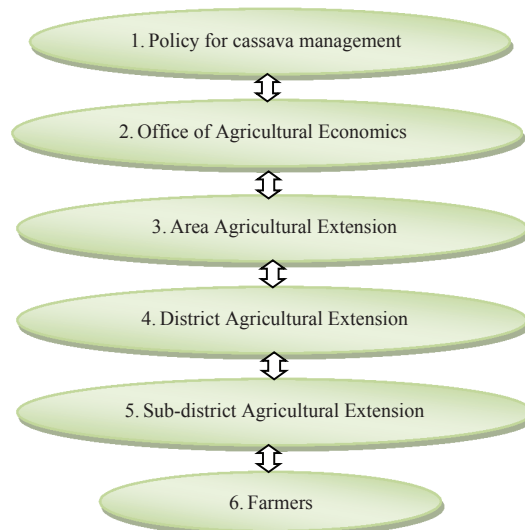 1. Policy for cassava management
2. Office of Agricultural Economics
3. Area Agricultural Extension
4. District Agricultural Extension
5. Sub-district Agricultural Extension
6. Farmers